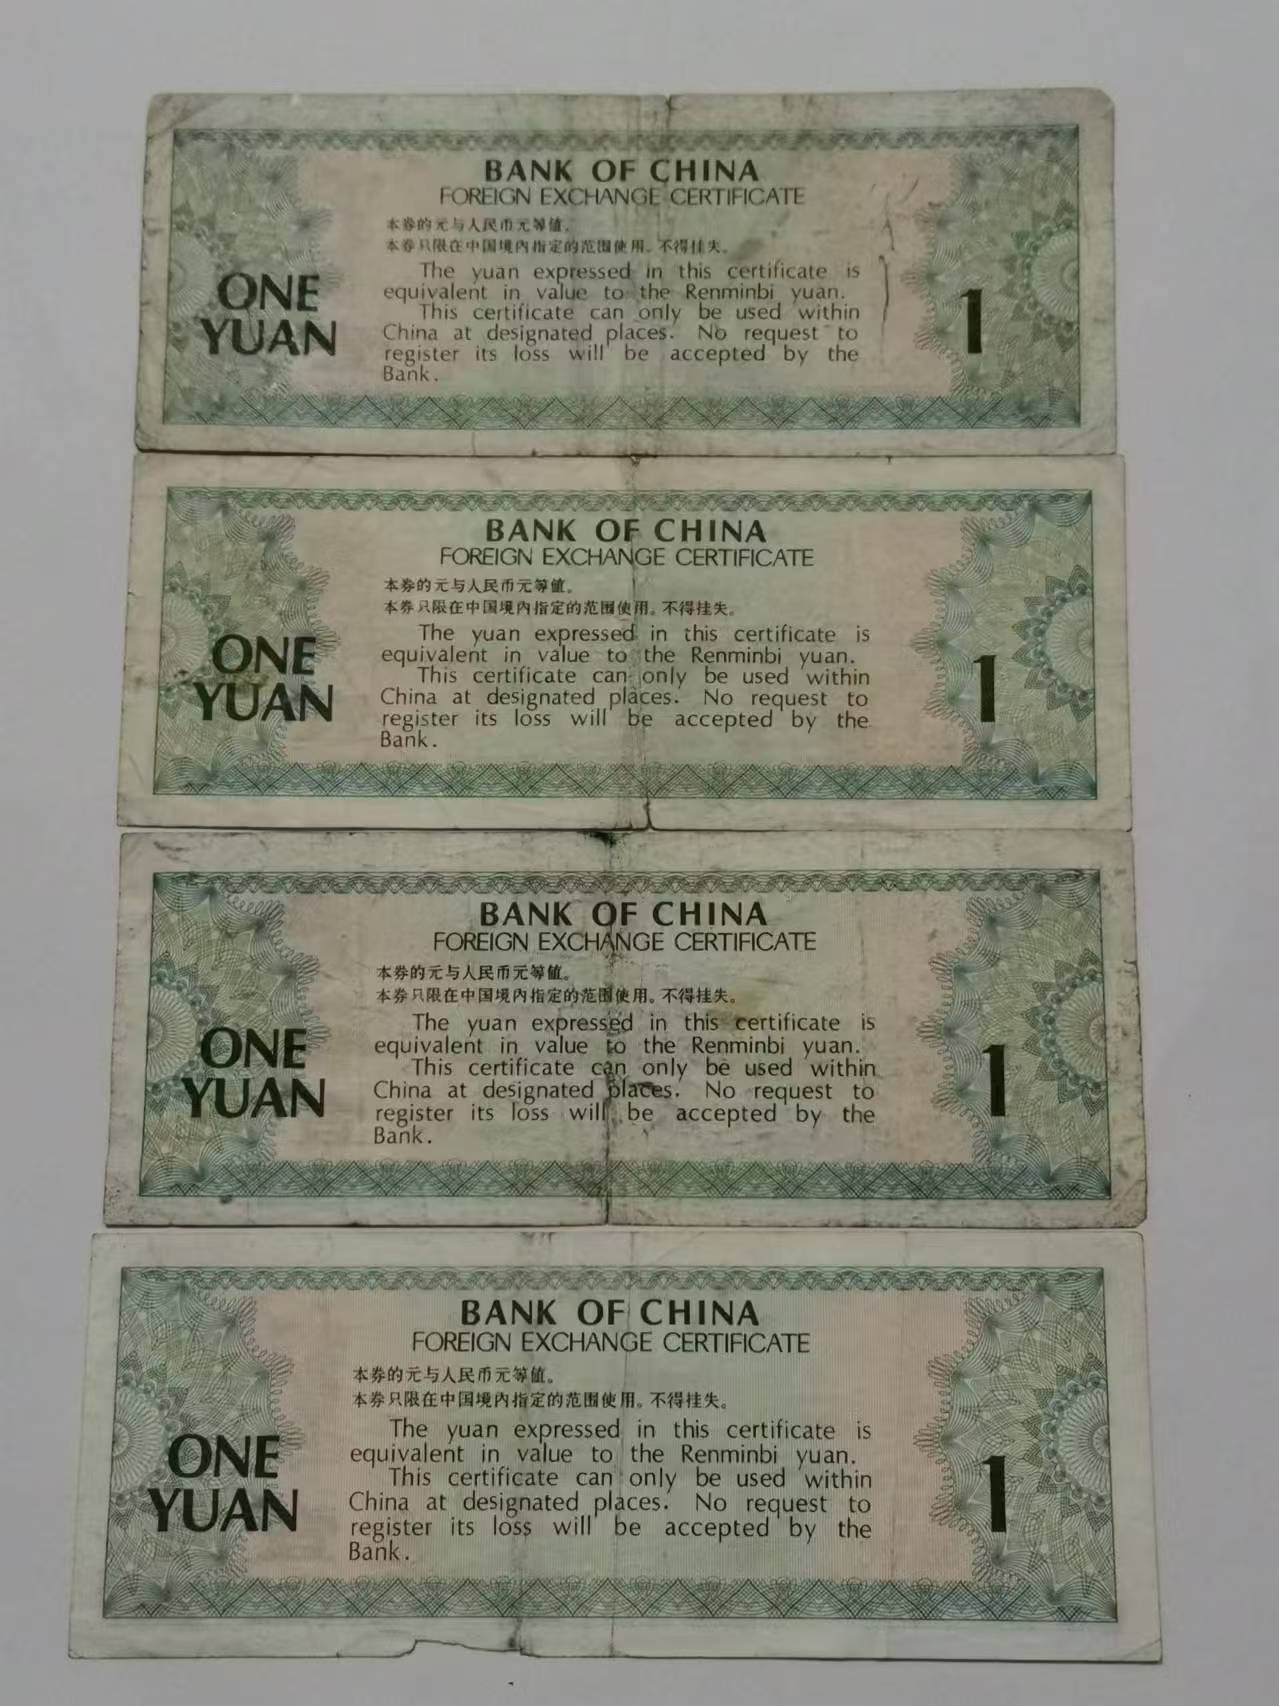 BANK OF CHINA
FOREIGN EXCHANGE CERTIFICATE
本券的元与人民币元等值。
本券只限在中国境内指定的范围使用。不得挂失。
The yuan expressed in this certificate is
equivalent in value to the Renminbi yuan.
This certificate can only be used within
China at designated places. No request to
register its loss will be accepted by the
Bank.
ONE
YUAN
1
BANK OF CHINA
FOREIGN EXCHANGE CERTIFICATE
本券的元与人民币元等值。
本券只限在中国境内指定的范围使用。不得挂失。
The yuan expressed in this certificate is
equivalent in value to the Renminbi yuan.
This certificate can only be used within
China at designated places. No request to
register its loss will be accepted by the
Bank.
ONE
YUAN
1
BANK OF CHINA
FOREIGN EXCHANGE CERTIFICATE
本券的元与人民币元等值。
本券只限在中国境内指定的范围使用。不得挂失。
The yuan expressed in this certificate is
equivalent in value to the Renminbi yuan.
This certificate can only be used within
China at designated places. No request to
register its loss will be accepted by the
Bank.
ONE
YUAN
1
BANK OF CHINA
FOREIGN EXCHANGE CERTIFICATE
本券的元与人民币元等值。
本券只限在中国境内指定的范围使用。不得挂失。
The yuan expressed in this certificate is
equivalent in value to the Renminbi yuan.
This certificate can only be used within
China at designated places. No request to
register its loss will be accepted by the
Bank.
ONE
YUAN
1